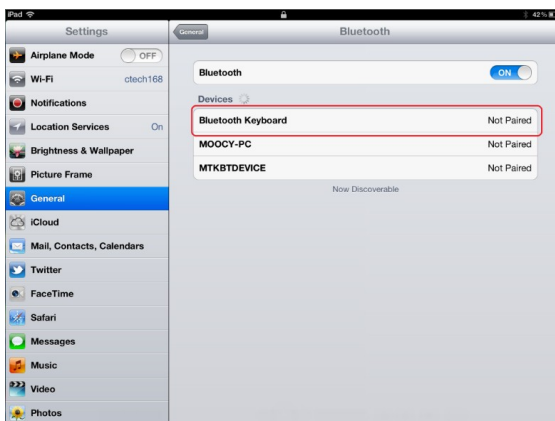 iPad 42%
Settings
Airplane Mode OFF
Wi-Fi ctech168
Notifications
Location Services On
Brightness & Wallpaper
Picture Frame
General
iCloud
Mail, Contacts, Calendars
Twitter
FaceTime
Safari
Messages
Music
Video
Photos
General Bluetooth
Bluetooth ON
Devices
Bluetooth Keyboard Not Paired
MOOCY-PC Not Paired
MTKBTDEVICE Not Paired
Now Discoverable